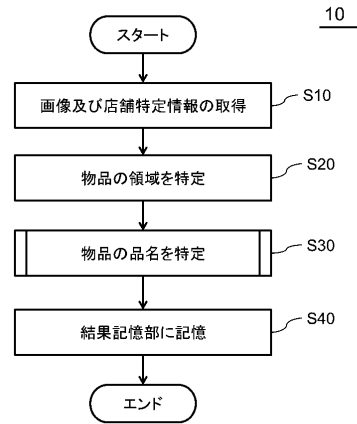 10
スタート
画像及び店舗特定情報の取得
S10
物品の領域を特定
S20
物品の品名を特定
S30
結果記憶部に記憶
S40
エンド